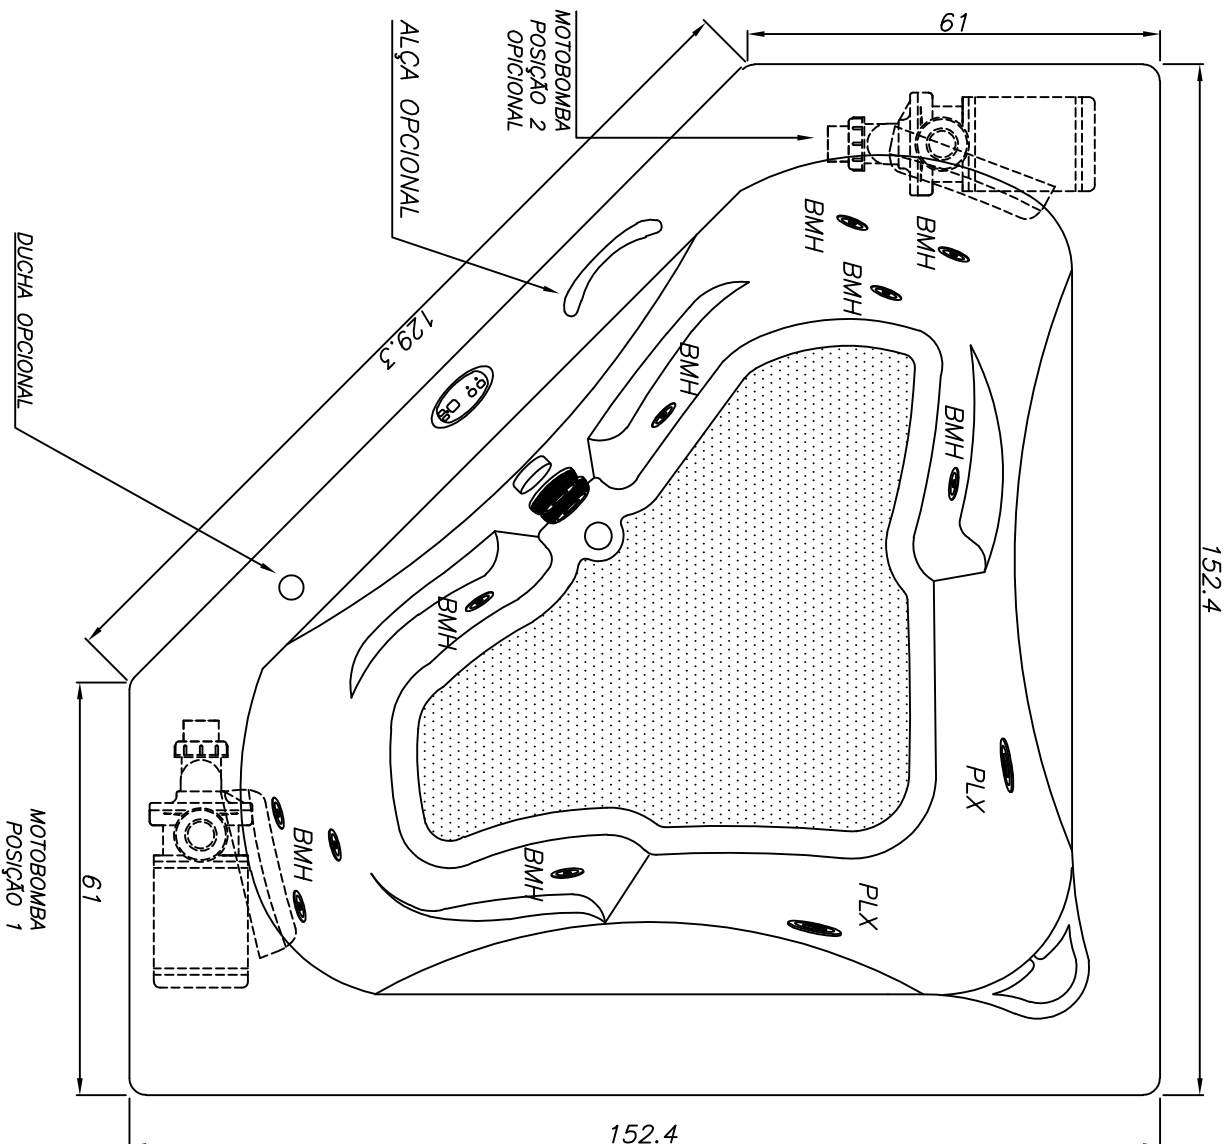 61
MOTOBOMBA
POSIÇÃO 2
OPICIONAL
ALÇA OPCIONAL
DUCHA OPCIONAL
129.3
152.4
BMH
BMH
BMH
BMH
BMH
BMH
PLX
PLX
BMH
BMH
61
MOTOBOMBA
POSIÇÃO 1
152.4